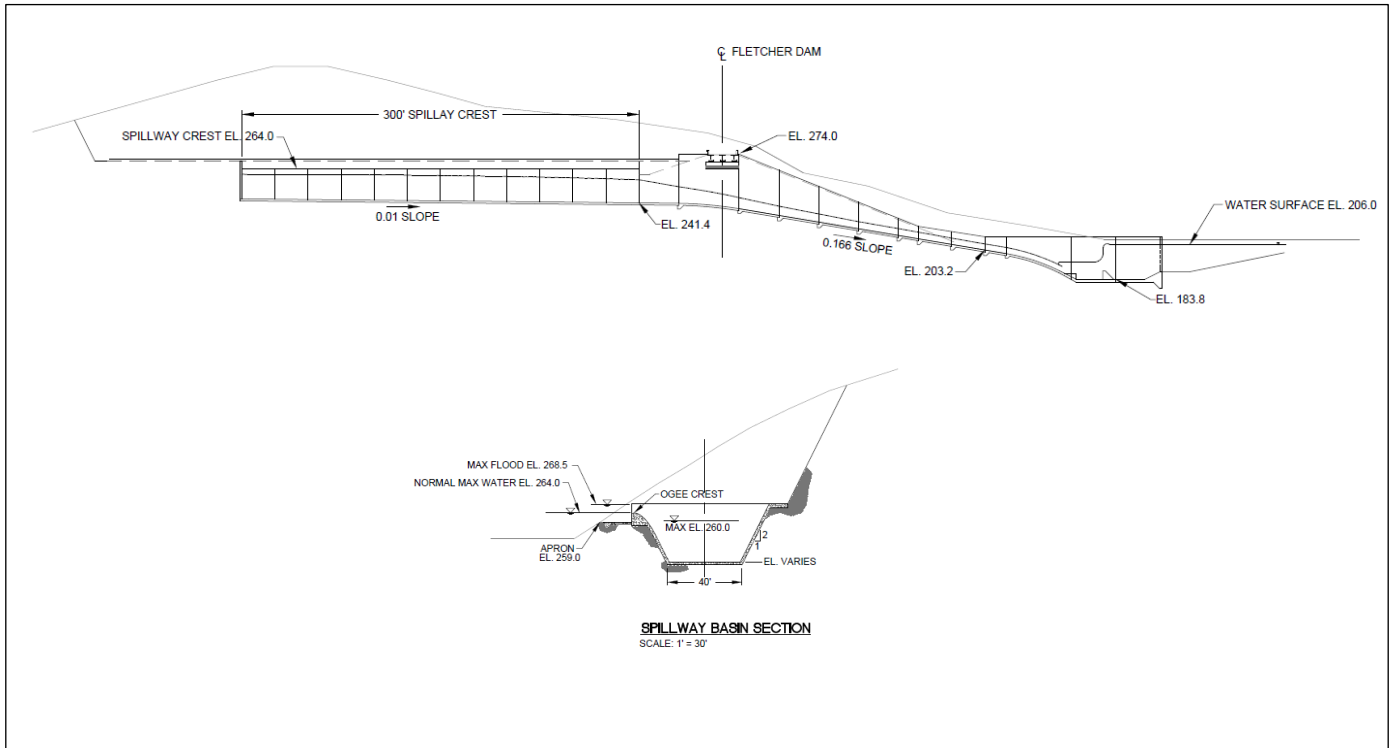 ℄ FLETCHER DAM
300' SPILLAY CREST
SPILLWAY CREST EL. 264.0
EL. 274.0
0.01 SLOPE
EL. 241.4
WATER SURFACE EL. 206.0
0.166 SLOPE
EL. 203.2
EL. 183.8
MAX FLOOD EL. 268.5
NORMAL MAX WATER EL. 264.0
OGEE CREST
MAX EL. 260.0
2
1
APRON
EL. 259.0
EL. VARIES
40'
SPILLWAY BASIN SECTION
SCALE: 1' = 30'